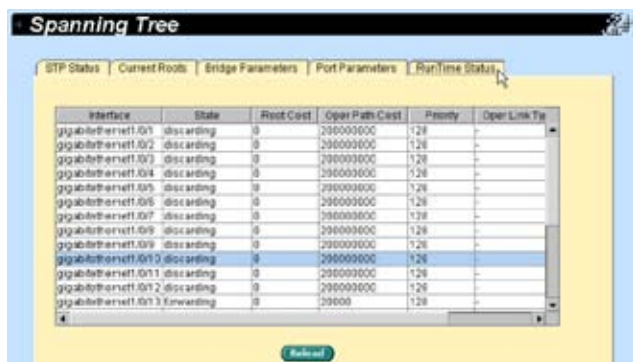 Spanning Tree
STP Status Current Roots Bridge Parameters Port Parameters RunTime Status
Interface State Root Cost Oper Path Cost Priority Oper Link
gigabitethernet1/0/1 discarding 0 200000000 128 -
gigabitethernet1/0/2 discarding 0 200000000 128 -
gigabitethernet1/0/3 discarding 0 200000000 128 -
gigabitethernet1/0/4 discarding 0 200000000 128 -
gigabitethernet1/0/5 discarding 0 200000000 128 -
gigabitethernet1/0/6 discarding 0 200000000 128 -
gigabitethernet1/0/7 discarding 0 200000000 128 -
gigabitethernet1/0/8 discarding 0 200000000 128 -
gigabitethernet1/0/9 discarding 0 200000000 128 -
gigabitethernet1/0/10 discarding 0 200000000 128 -
gigabitethernet1/0/11 discarding 0 200000000 128 -
gigabitethernet1/0/12 discarding 0 200000000 128 -
gigabitethernet1/0/13 forwarding 0 20000 128 -
Reload